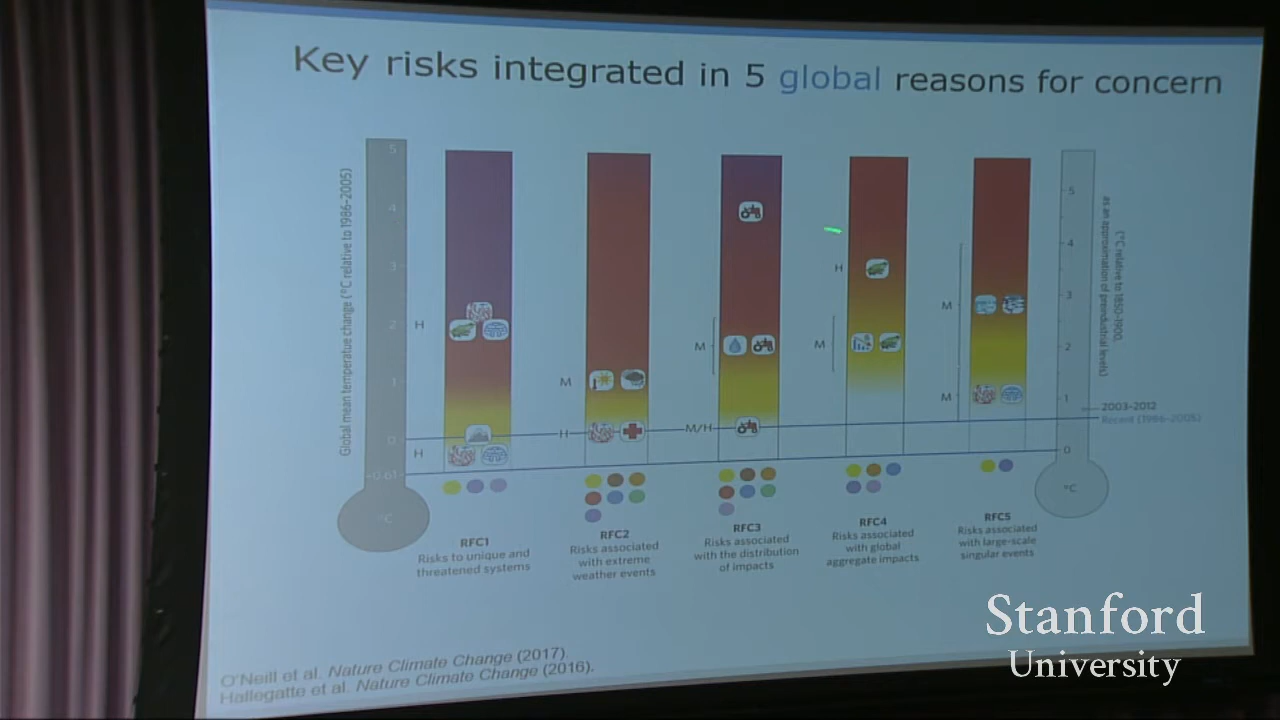 Key risks integrated in 5 global reasons for concern
Global mean temperatue change (°C relative to 1986–2005)
5
4
3
2
1
0
-0.61
°C
H
H
M
H
M
M/H
H
M
M
M
5
4
3
2
1
0
°C
(°C relative to 1850–1900,
as an approximation of preindustrial levels)
2003–2012
Recent (1986–2005)
RFC1
Risks to unique and
threatened systems
RFC2
Risks associated
with extreme
weather events
RFC3
Risks associated
with the distribution
of impacts
RFC4
Risks associated
with global
aggregate impacts
RFC5
Risks associated
with large-scale
singular events
O'Neill et al. Nature Climate Change (2017)
Hallegatte et al. Nature Climate Change (2016).
Stanford
University